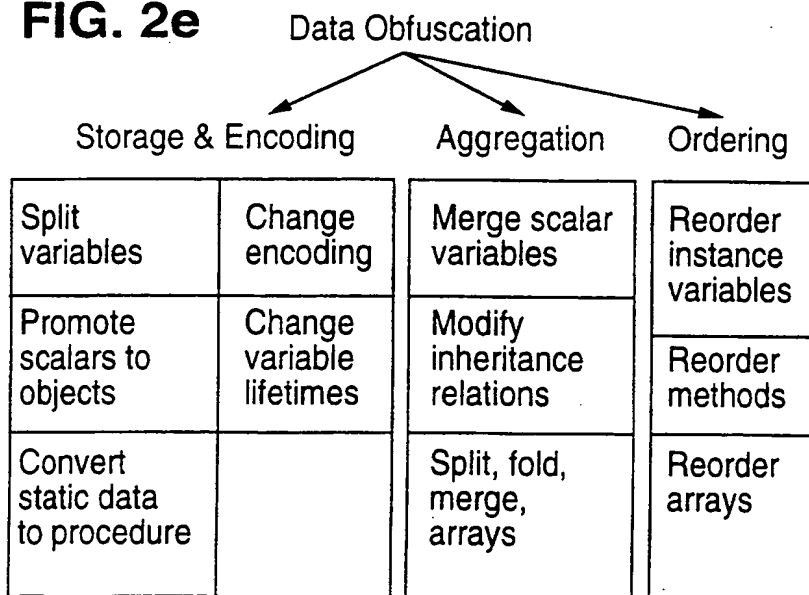 FIG. 2e
Data Obfuscation
Storage & Encoding
Aggregation
Ordering
Split
variables
Change
encoding
Merge scalar
variables
Reorder
instance
variables
Promote
scalars to
objects
Change
variable
lifetimes
Modify
inheritance
relations
Reorder
methods
Convert
static data
to procedure
Split, fold,
merge,
arrays
Reorder
arrays